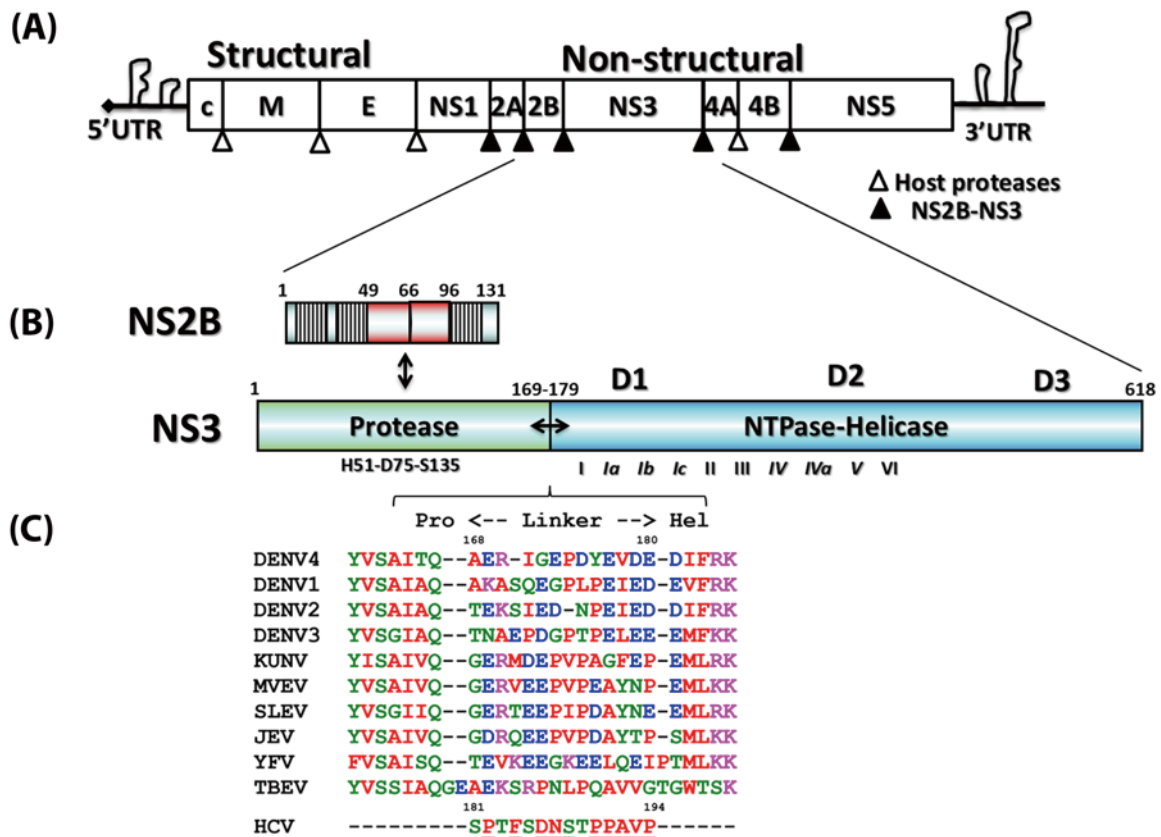 (A)
Structural Non-structural
c M E NS1 2A 2B NS3 4A 4B NS5
5'UTR 3'UTR
Host proteases
NS2B-NS3
(B)
1 49 66 96 131
NS2B
1 169-179 D1 D2 D3 618
NS3 Protease NTPase-Helicase
H51-D75-S135 I Ia Ib Ic II III IV IVa V VI
(C)
Pro <-- Linker --> Hel
168 180
DENV4 YVSAITQ--AER-IGEPDYEVDE-DIFRK
DENV1 YVSAIAQ--AKASQEGPLPEIED-EVFRK
DENV2 YVSAIAQ--TEKSIED-NPEIED-DIFRK
DENV3 YVSGIAQ--TNAEPDGPTPELEE-EMFKK
KUNV YISAIVQ--GERMDEPVPAGFEP-EMLRK
MVEV YVSAIVQ--GERVEEPVPEAYNP-EMLKK
SLEV YVSGIIQ--GERTEEPIPDAYNE-EMLRK
JEV YVSAIVQ--GDRQEEPVPDAYTP-SMLKK
YFV FVSAISQ--TEVKEEGKEELQEIPTMLKK
TBEV YVSSIAQGEAEKSRPNLPQAVVGTGWTSK
181 194
HCV ---------SPTFSDNSTPPAVP------